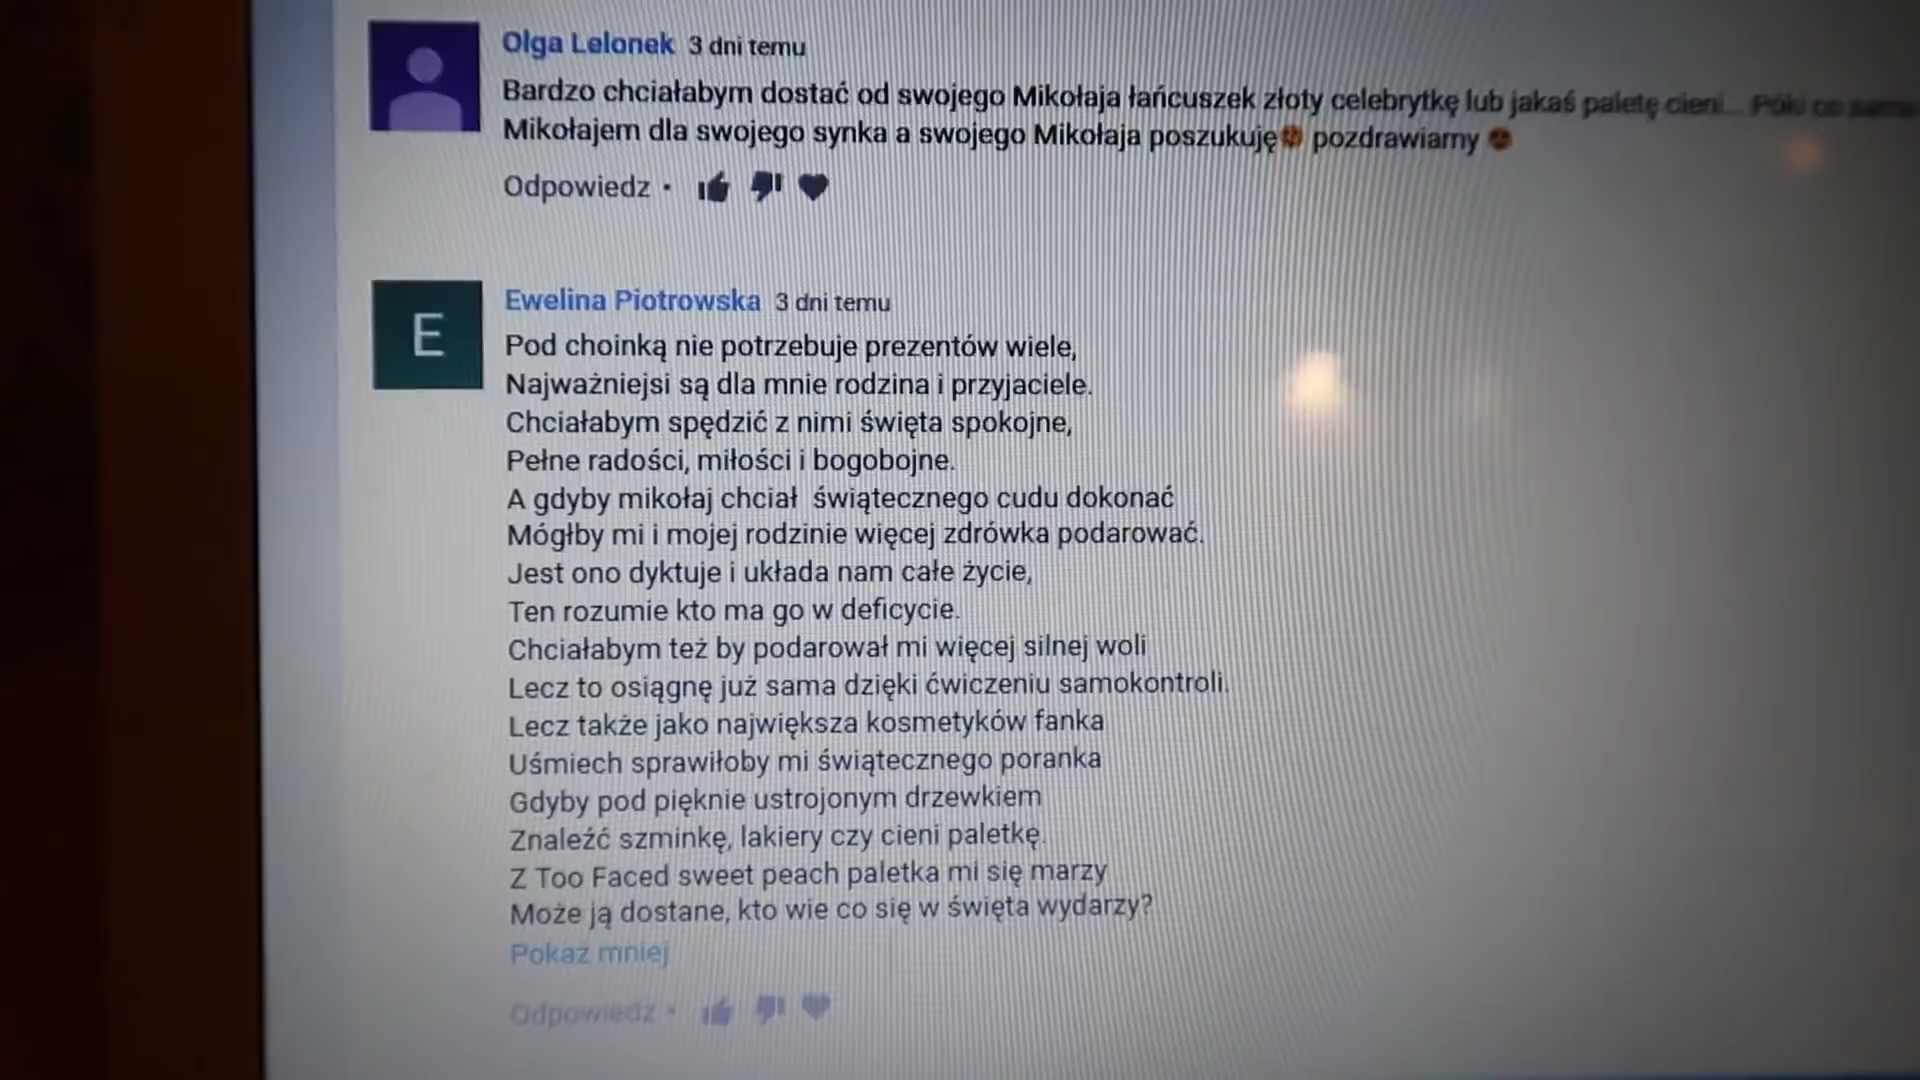 Olga Lelonek 3 dni temu
Bardzo chciałabym dostać od swojego Mikołaja łańcuszek złoty celebrytkę lub jakaś paletę cieni... Póki co sama
Mikołajem dla swojego synka a swojego Mikołaja poszukuję pozdrawiamy
Odpowiedz •
E
Ewelina Piotrowska 3 dni temu
Pod choinką nie potrzebuje prezentów wiele,
Najważniejsi są dla mnie rodzina i przyjaciele.
Chciałabym spędzić z nimi święta spokojne,
Pełne radości, miłości i bogobojne.
A gdyby mikołaj chciał świątecznego cudu dokonać
Mógłby mi i mojej rodzinie więcej zdrówka podarować.
Jest ono dyktuje i układa nam całe życie,
Ten rozumie kto ma go w deficycie.
Chciałabym też by podarował mi więcej silnej woli
Lecz to osiągnę już sama dzięki ćwiczeniu samokontroli.
Lecz także jako największa kosmetyków fanka
Uśmiech sprawiłoby mi świątecznego poranka
Gdyby pod pięknie ustrojonym drzewkiem
Znaleźć szminkę, lakiery czy cieni paletkę.
Z Too Faced sweet peach paletka mi się marzy
Może ją dostane, kto wie co się w święta wydarzy?
Pokaż mniej
Odpowiedz •